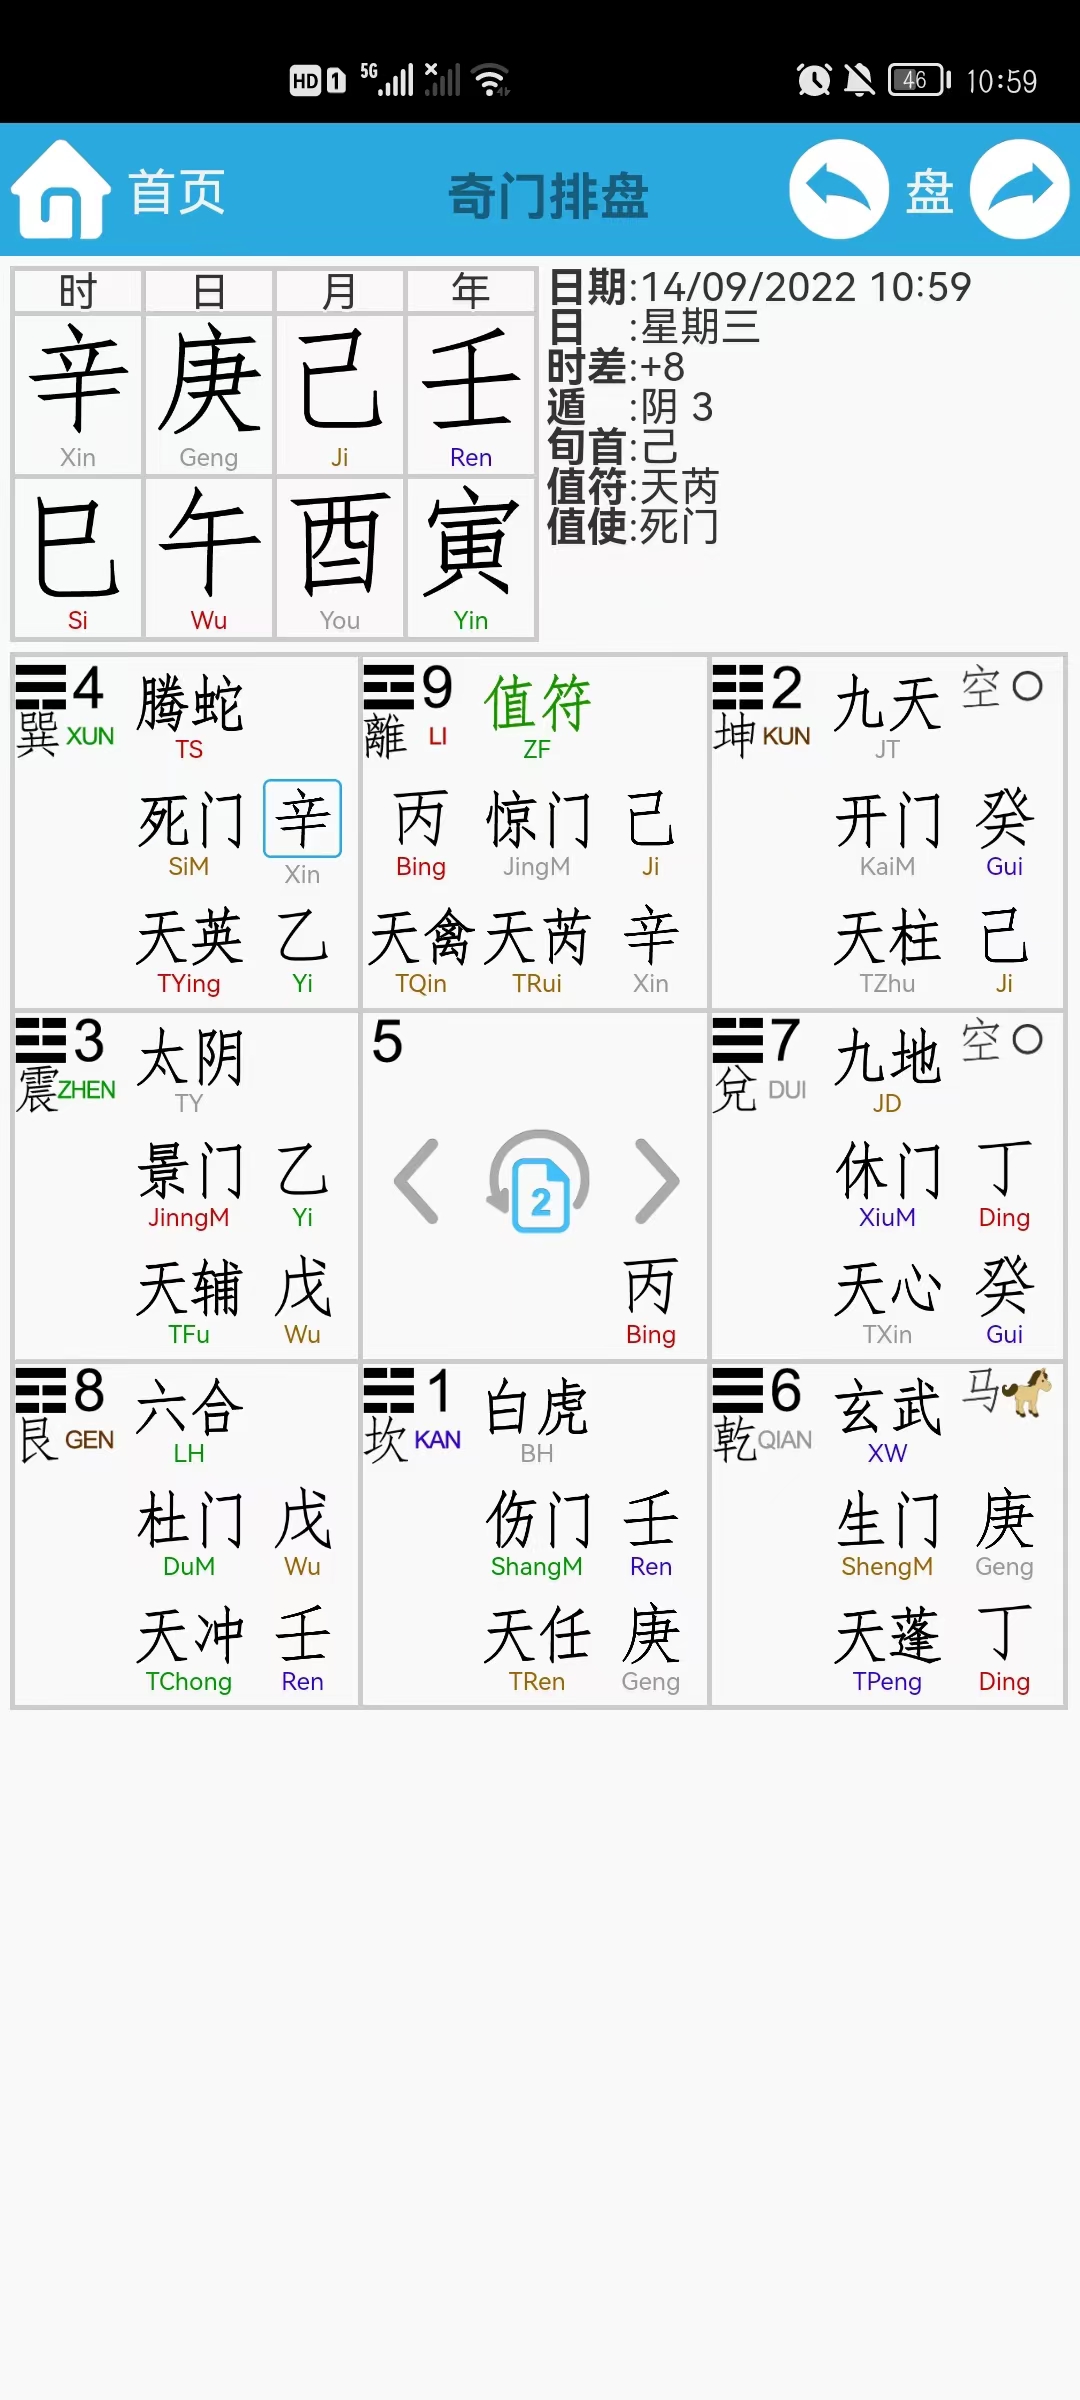 HD 1 5G 46 10:59
首页 奇门排盘 盘
时 日 月 年
辛 庚 己 壬
Xin Geng Ji Ren
巳 午 酉 寅
Si Wu You Yin
日期:14/09/2022 10:59
日 :星期三
时差:+8
遁 :阴 3
旬首:己
值符:天芮
值使:死门
4 腾蛇
巽 XUN TS
死门 辛
SiM Xin
天英 乙
TYing Yi
9 值符
離 LI ZF
丙 惊门 己
Bing JingM Ji
天禽 天芮 辛
TQin TRui Xin
2 九天 空
坤 KUN JT
开门 癸
KaiM Gui
天柱 己
TZhu Ji
3 太阴
震 ZHEN TY
景门 乙
JinngM Yi
天辅 戊
TFu Wu
5
2
丙
Bing
7 九地 空
兌 DUI JD
休门 丁
XiuM Ding
天心 癸
TXin Gui
8 六合
艮 GEN LH
杜门 戊
DuM Wu
天冲 壬
TChong Ren
1 白虎
坎 KAN BH
伤门 壬
ShangM Ren
天任 庚
TRen Geng
6 玄武 马
乾 QIAN XW
生门 庚
ShengM Geng
天蓬 丁
TPeng Ding